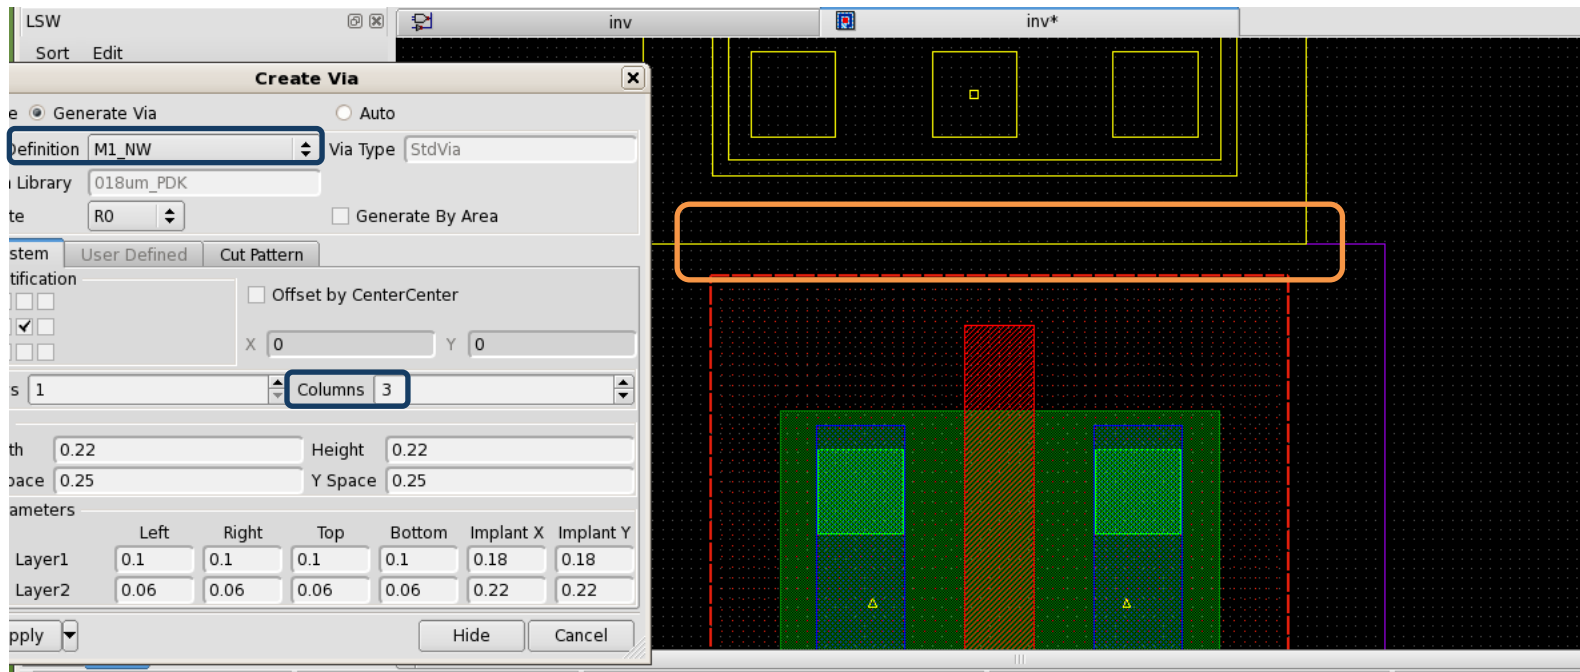 LSW
inv
inv*
Sort Edit
Create Via
e Generate Via Auto
Definition M1_NW Via Type StdVia
Library 018um_PDK
te R0 Generate By Area
stem User Defined Cut Pattern
tification
Offset by CenterCenter
X 0 Y 0
s 1 Columns 3
th 0.22 Height 0.22
pace 0.25 Y Space 0.25
ameters
Left Right Top Bottom Implant X Implant Y
Layer1 0.1 0.1 0.1 0.1 0.18 0.18
Layer2 0.06 0.06 0.06 0.06 0.22 0.22
pply Hide Cancel